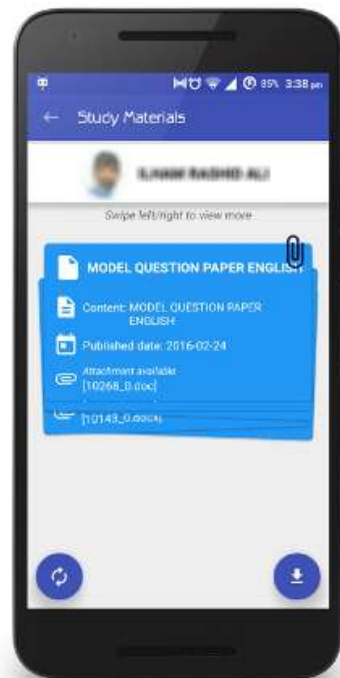 85% 3:38 pm
Study Materials
Swipe left/right to view more
MODEL QUESTION PAPER ENGLISH
Content: MODEL QUESTION PAPER
ENGLISH
Published date: 2016-02-24
Attachment available
[10268_0.doc]
[10143_0.docx]